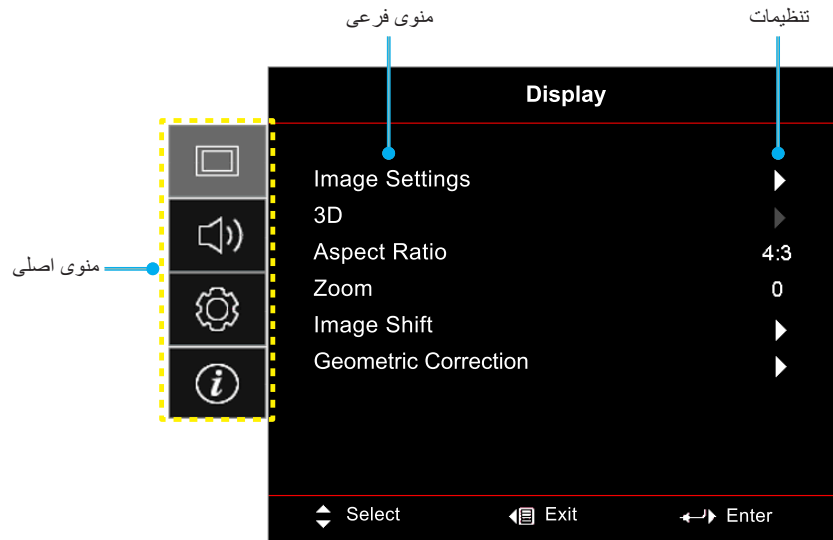 منوی فرعی
تنظیمات
Display
Image Settings
3D
Aspect Ratio 4:3
Zoom 0
Image Shift
Geometric Correction
منوی اصلی
Select Exit Enter